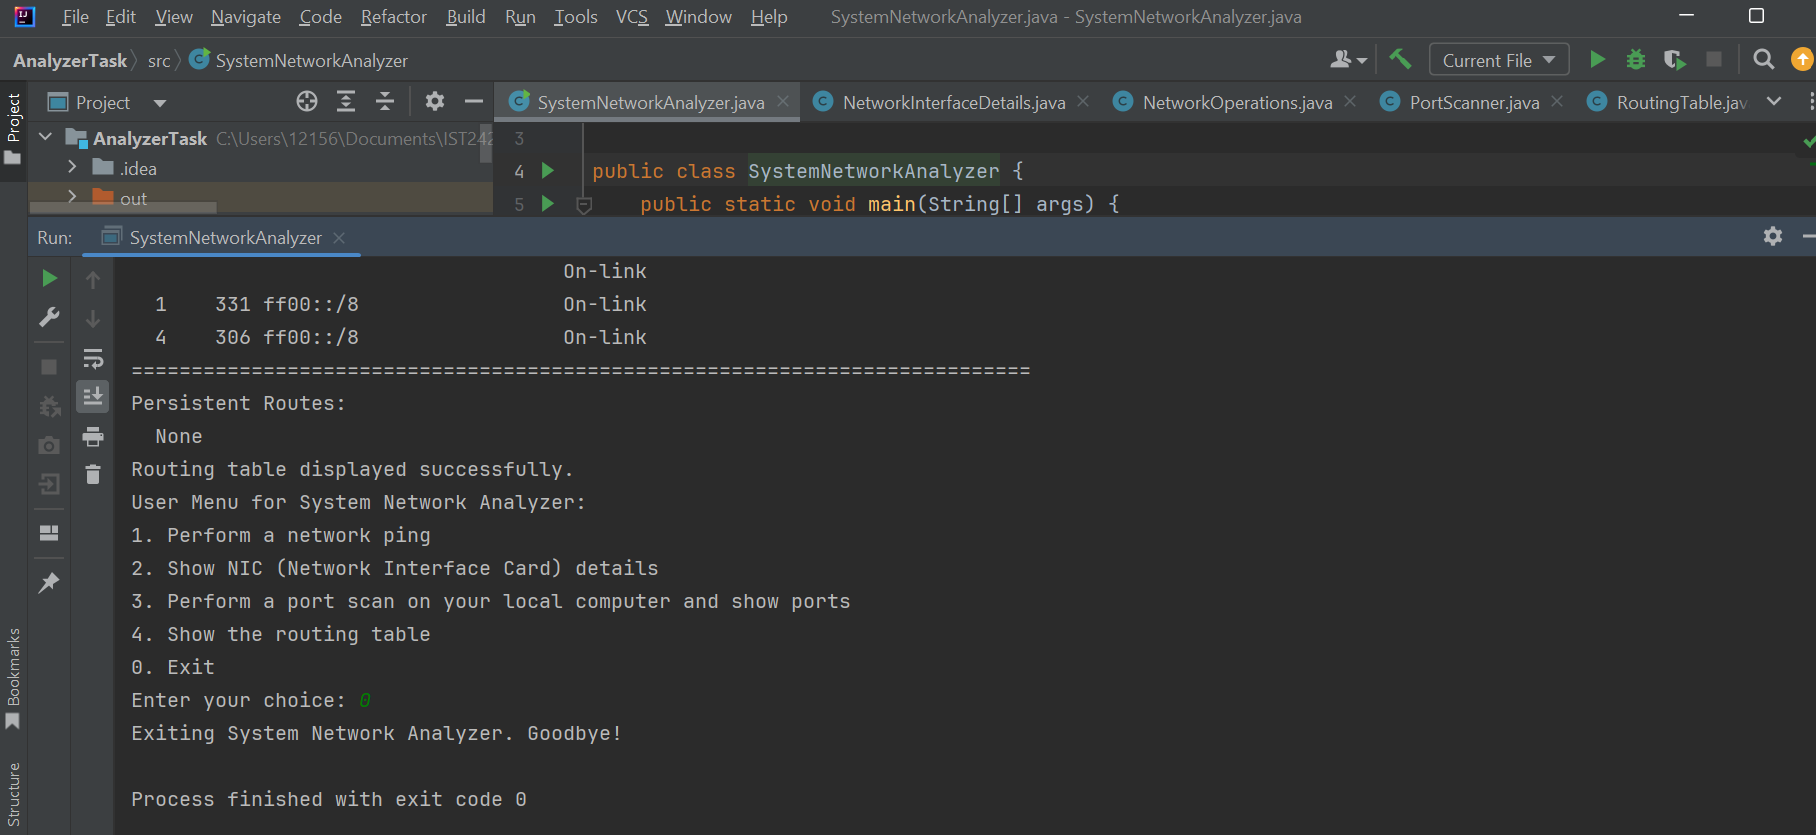 File Edit View Navigate Code Refactor Build Run Tools VCS Window Help SystemNetworkAnalyzer.java - SystemNetworkAnalyzer.java
AnalyzerTask src SystemNetworkAnalyzer Current File
Project
Project SystemNetworkAnalyzer.java NetworkInterfaceDetails.java NetworkOperations.java PortScanner.java RoutingTable.jav
AnalyzerTask C:\Users\12156\Documents\IST242
.idea
out
3
4 public class SystemNetworkAnalyzer {
5 public static void main(String[] args) {
Run: SystemNetworkAnalyzer
On-link
1 331 ff00::/8 On-link
4 306 ff00::/8 On-link
===========================================================================
Persistent Routes:
None
Routing table displayed successfully.
User Menu for System Network Analyzer:
1. Perform a network ping
2. Show NIC (Network Interface Card) details
3. Perform a port scan on your local computer and show ports
4. Show the routing table
0. Exit
Enter your choice: 0
Exiting System Network Analyzer. Goodbye!
Process finished with exit code 0
Bookmarks
Structure